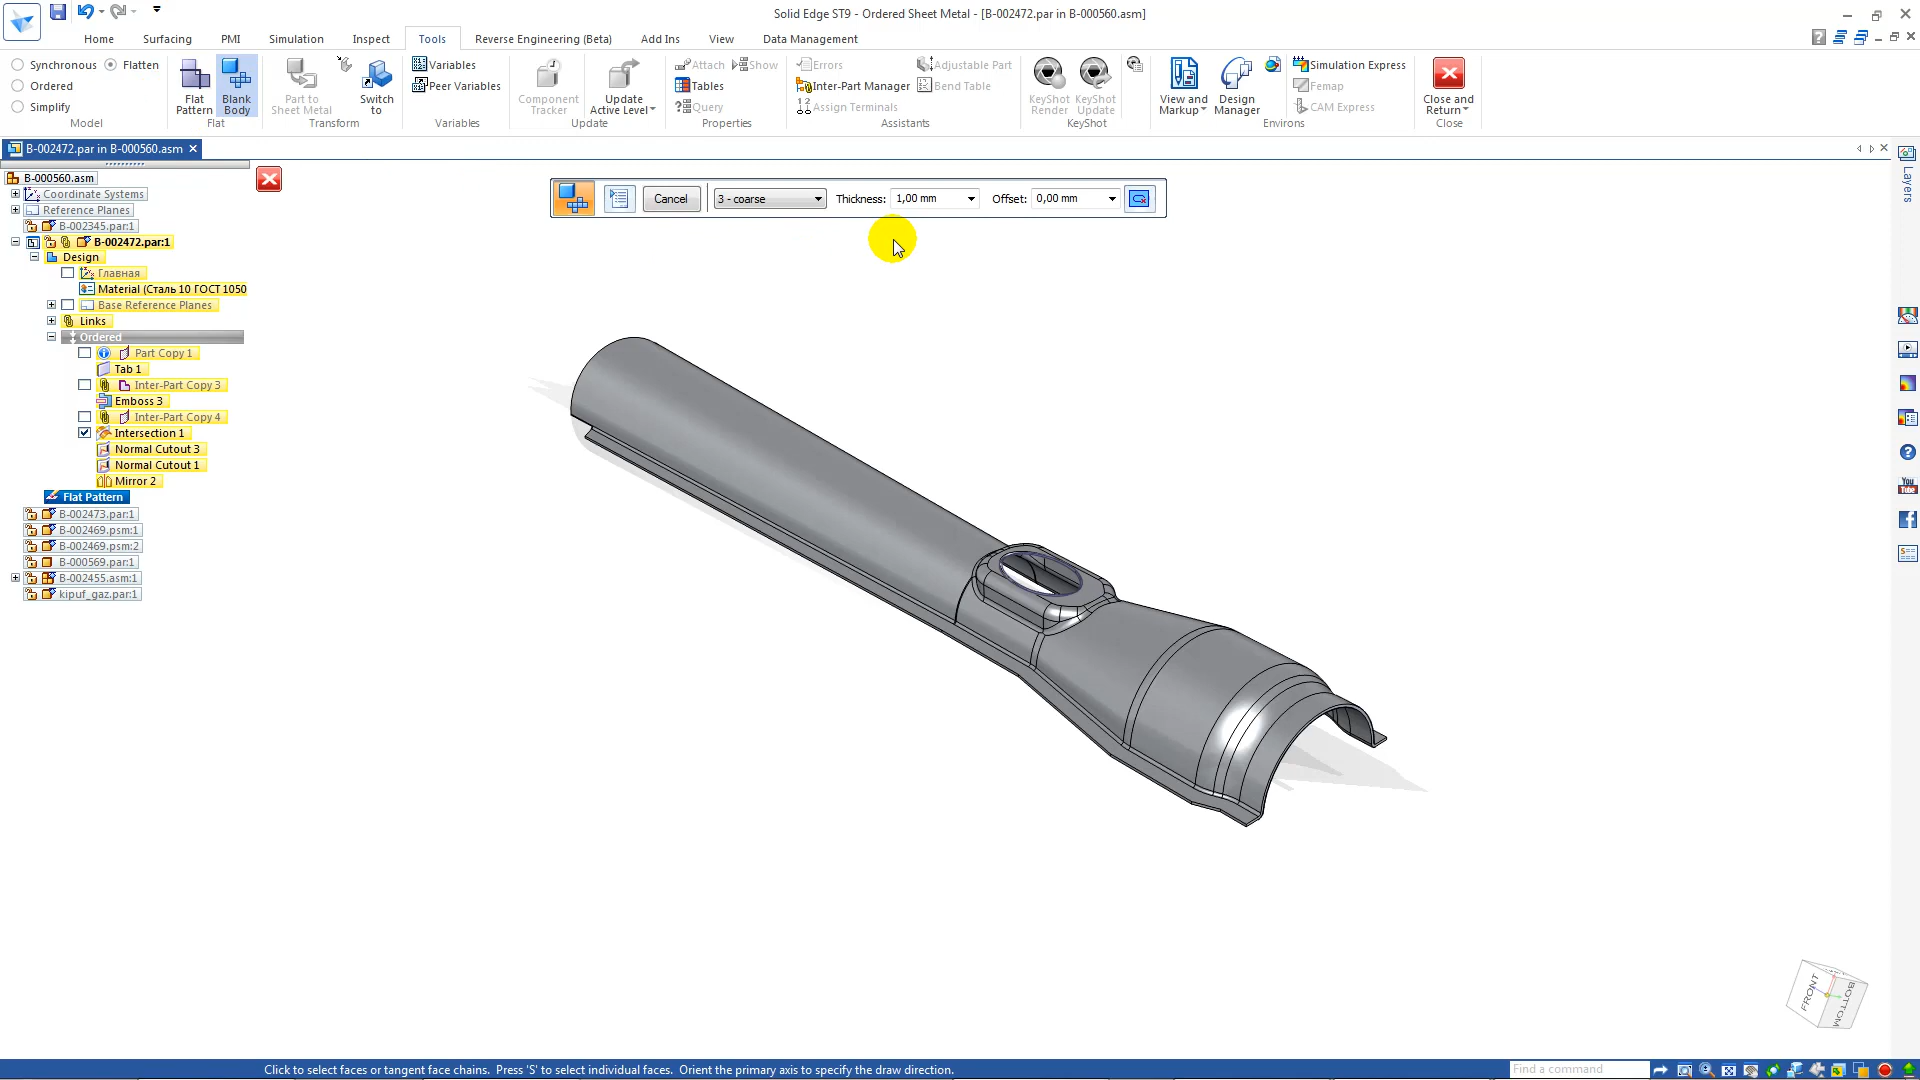 Solid Edge ST9 - Ordered Sheet Metal - [B-002472.par in B-000560.asm]
Home Surfacing PMI Simulation Inspect Tools Reverse Engineering (Beta) Add Ins View Data Management
Synchronous Flatten
Ordered
Simplify
Model
Flat Pattern
Blank Body
Flat
Part to Sheet Metal
Switch to
Transform
Variables
Peer Variables
Variables
Component Tracker
Update Active Level
Update
Attach Show
Tables
Query
Properties
Errors Adjustable Part
Inter-Part Manager Bend Table
Assign Terminals
Assistants
KeyShot Render
KeyShot Update
KeyShot
View and Markup
Design Manager
Simulation Express
Femap
CAM Express
Environs
Close and Return
Close
B-002472.par in B-000560.asm
B-000560.asm
Coordinate Systems
Reference Planes
B-002345.par:1
B-002472.par:1
Design
Главная
Material (Сталь 10 ГОСТ 1050
Base Reference Planes
Links
Ordered
Part Copy 1
Tab 1
Inter-Part Copy 3
Emboss 3
Inter-Part Copy 4
Intersection 1
Normal Cutout 3
Normal Cutout 1
Mirror 2
Flat Pattern
B-002473.par:1
B-002469.psm:1
B-002469.psm:2
B-000569.par:1
B-002455.asm:1
kipuf_gaz.par:1
Cancel 3 - coarse Thickness: 1,00 mm Offset: 0,00 mm
Layers
You Tube
FRONT
BOTTOM
Click to select faces or tangent face chains. Press 'S' to select individual faces. Orient the primary axis to specify the draw direction.
Find a command